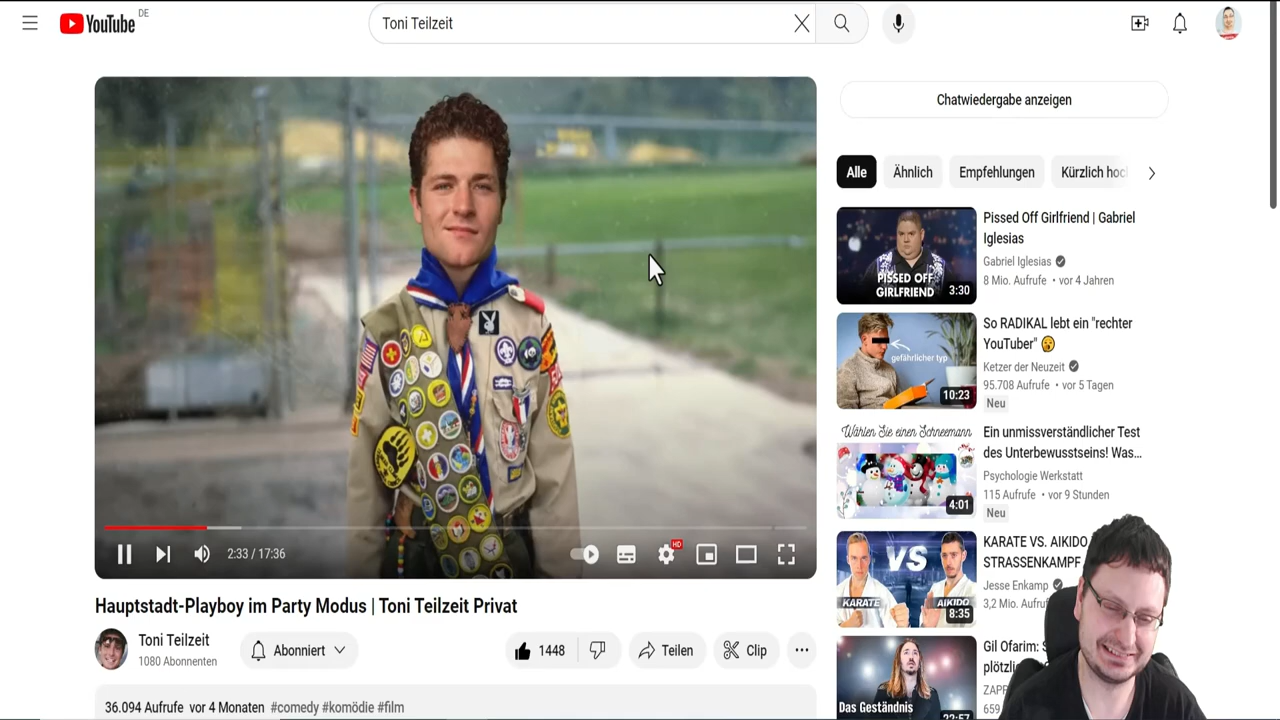 YouTube DE
Toni Teilzeit
Chatwiedergabe anzeigen
Alle
Ähnlich
Empfehlungen
Kürzlich hoc
2:33 / 17:36
HD
Hauptstadt-Playboy im Party Modus | Toni Teilzeit Privat
Toni Teilzeit
1080 Abonnenten
Abonniert
1448
Teilen
Clip
36.094 Aufrufe vor 4 Monaten #comedy #komödie #film
PISSED OFF
GIRLFRIEND
3:30
Pissed Off Girlfriend | Gabriel
Iglesias
Gabriel Iglesias
8 Mio. Aufrufe • vor 4 Jahren
gefährlicher typ
10:23
So RADIKAL lebt ein "rechter
YouTuber"
Ketzer der Neuzeit
95.708 Aufrufe • vor 5 Tagen
Neu
Wählen Sie einen Schneemann
4:01
Ein unmissverständlicher Test
des Unterbewusstseins! Was...
Psychologie Werkstatt
115 Aufrufe • vor 9 Stunden
Neu
VS
KARATE
AIKIDO
8:35
KARATE VS. AIKIDO
STRASSENKAMPF
Jesse Enkamp
3,2 Mio. Aufruf
Das Geständnis
22:57
Gil Ofarim: S
plötzlic
ZAPP
659